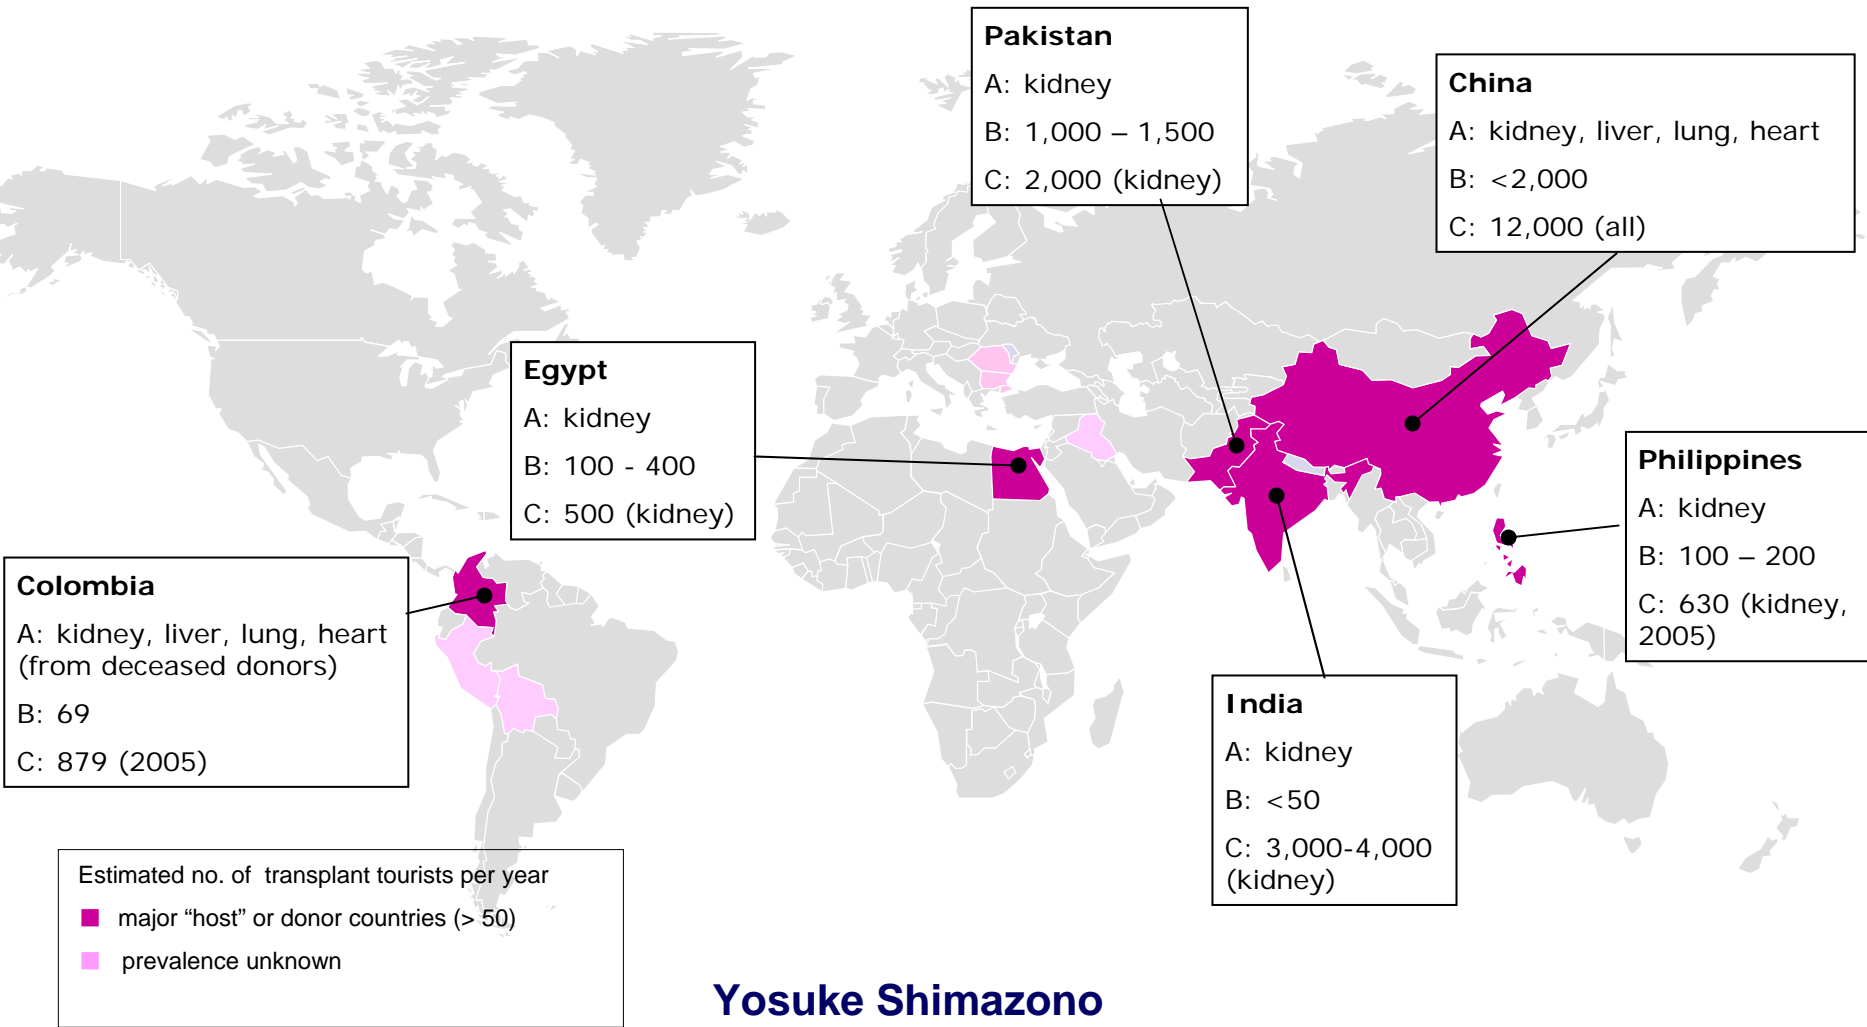 Pakistan
A: kidney
B: 1,000 – 1,500
C: 2,000 (kidney)
China
A: kidney, liver, lung, heart
B: <2,000
C: 12,000 (all)
Egypt
A: kidney
B: 100 - 400
C: 500 (kidney)
Philippines
A: kidney
B: 100 – 200
C: 630 (kidney,
2005)
Colombia
A: kidney, liver, lung, heart
(from deceased donors)
B: 69
C: 879 (2005)
India
A: kidney
B: <50
C: 3,000-4,000
(kidney)
Estimated no. of transplant tourists per year
major “host” or donor countries (> 50)
prevalence unknown
Yosuke Shimazono